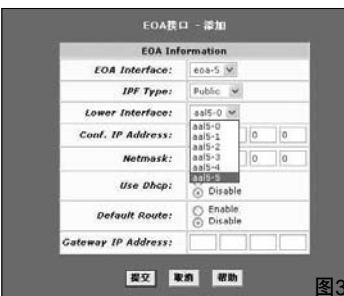 EOA接口 - 添加
EOA Information
EOA Interface: eoa-5
IPF Type: Public
Lower Interface: aal5-0
aal5-0
aal5-1
aal5-2
aal5-3
aal5-4
aal5-5
Conf. IP Address: 0 0
Netmask: 0 0
Use Dhcp:
Disable
Default Route: Enable
Disable
Gateway IP Address:
提交 取消 帮助
图3